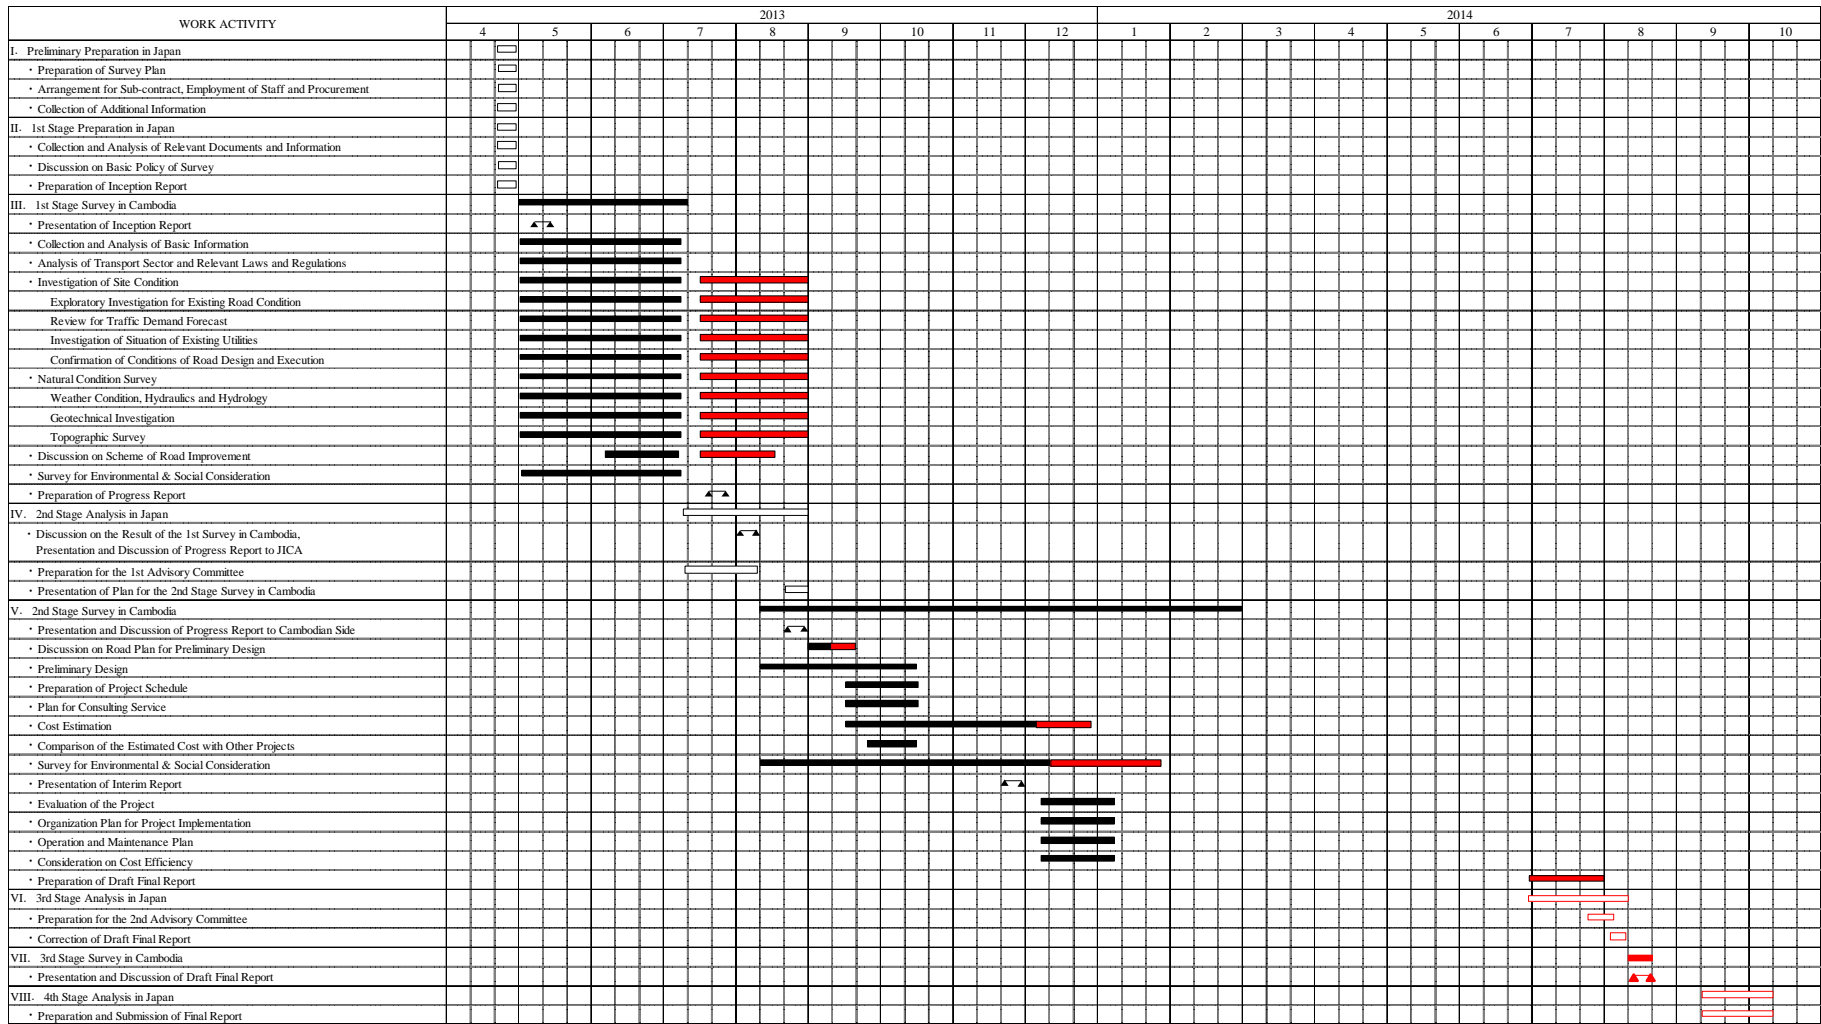 WORK ACTIVITY
2013
2014
4 5 6 7 8 9 10 11 12 1 2 3 4 5 6 7 8 9 10
I. Preliminary Preparation in Japan
・Preparation of Survey Plan
・Arrangement for Sub-contract, Employment of Staff and Procurement
・Collection of Additional Information
II. 1st Stage Preparation in Japan
・Collection and Analysis of Relevant Documents and Information
・Discussion on Basic Policy of Survey
・Preparation of Inception Report
III. 1st Stage Survey in Cambodia
・Presentation of Inception Report
・Collection and Analysis of Basic Information
・Analysis of Transport Sector and Relevant Laws and Regulations
・Investigation of Site Condition
Exploratory Investigation for Existing Road Condition
Review for Traffic Demand Forecast
Investigation of Situation of Existing Utilities
Confirmation of Conditions of Road Design and Execution
・Natural Condition Survey
Weather Condition, Hydraulics and Hydrology
Geotechnical Investigation
Topographic Survey
・Discussion on Scheme of Road Improvement
・Survey for Environmental & Social Consideration
・Preparation of Progress Report
IV. 2nd Stage Analysis in Japan
・Discussion on the Result of the 1st Survey in Cambodia,
Presentation and Discussion of Progress Report to JICA
・Preparation for the 1st Advisory Committee
・Presentation of Plan for the 2nd Stage Survey in Cambodia
V. 2nd Stage Survey in Cambodia
・Presentation and Discussion of Progress Report to Cambodian Side
・Discussion on Road Plan for Preliminary Design
・Preliminary Design
・Preparation of Project Schedule
・Plan for Consulting Service
・Cost Estimation
・Comparison of the Estimated Cost with Other Projects
・Survey for Environmental & Social Consideration
・Presentation of Interim Report
・Evaluation of the Project
・Organization Plan for Project Implementation
・Operation and Maintenance Plan
・Consideration on Cost Efficiency
・Preparation of Draft Final Report
VI. 3rd Stage Analysis in Japan
・Preparation for the 2nd Advisory Committee
・Correction of Draft Final Report
VII. 3rd Stage Survey in Cambodia
・Presentation and Discussion of Draft Final Report
VIII. 4th Stage Analysis in Japan
・Preparation and Submission of Final Report